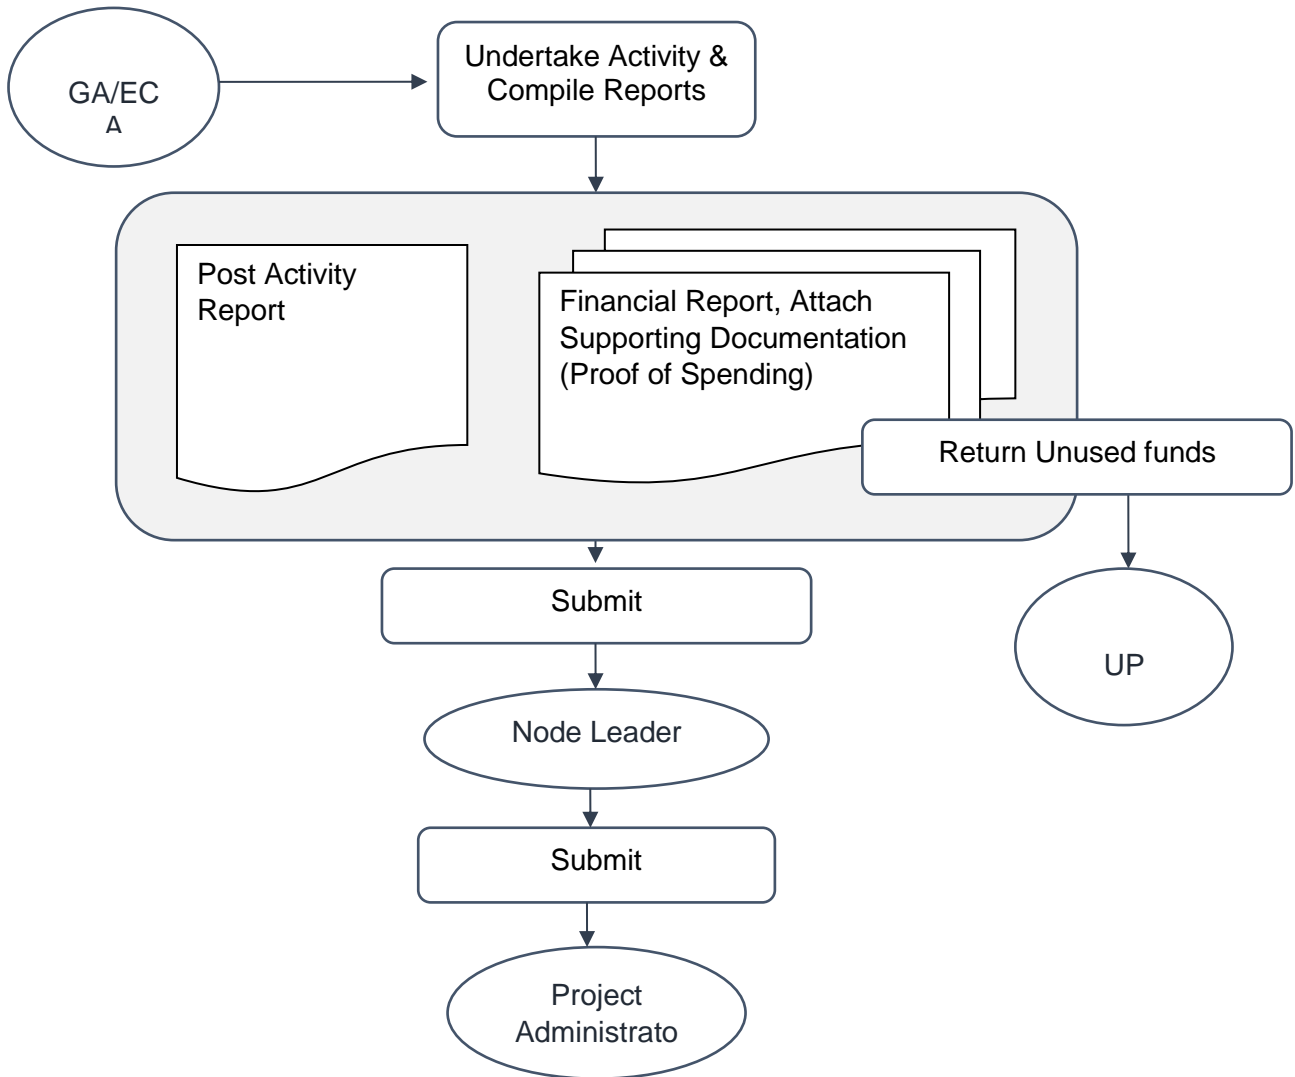 GA/EC
A
Undertake Activity &
Compile Reports
Post Activity
Report
Financial Report, Attach
Supporting Documentation
(Proof of Spending)
Return Unused funds
Submit
UP
Node Leader
Submit
Project
Administrato